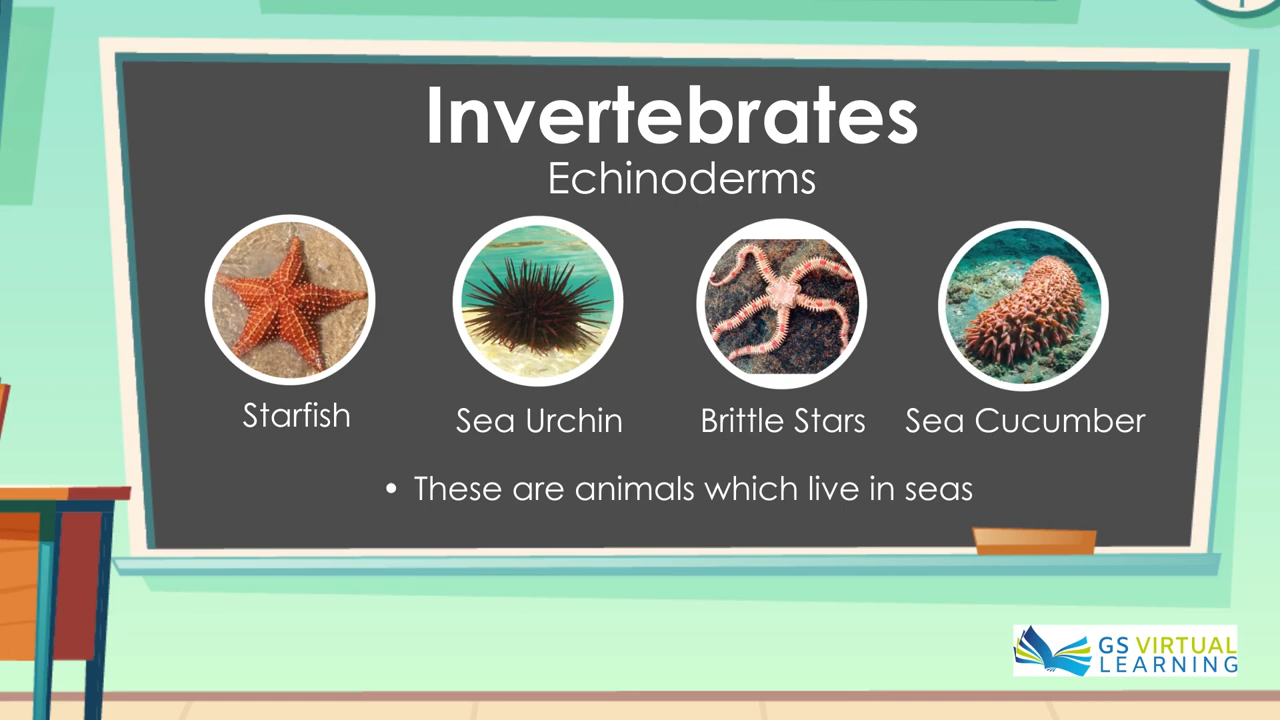 Invertebrates
Echinoderms
Starfish
Sea Urchin
Brittle Stars
Sea Cucumber
• These are animals which live in seas
GS VIRTUAL
LEARNING